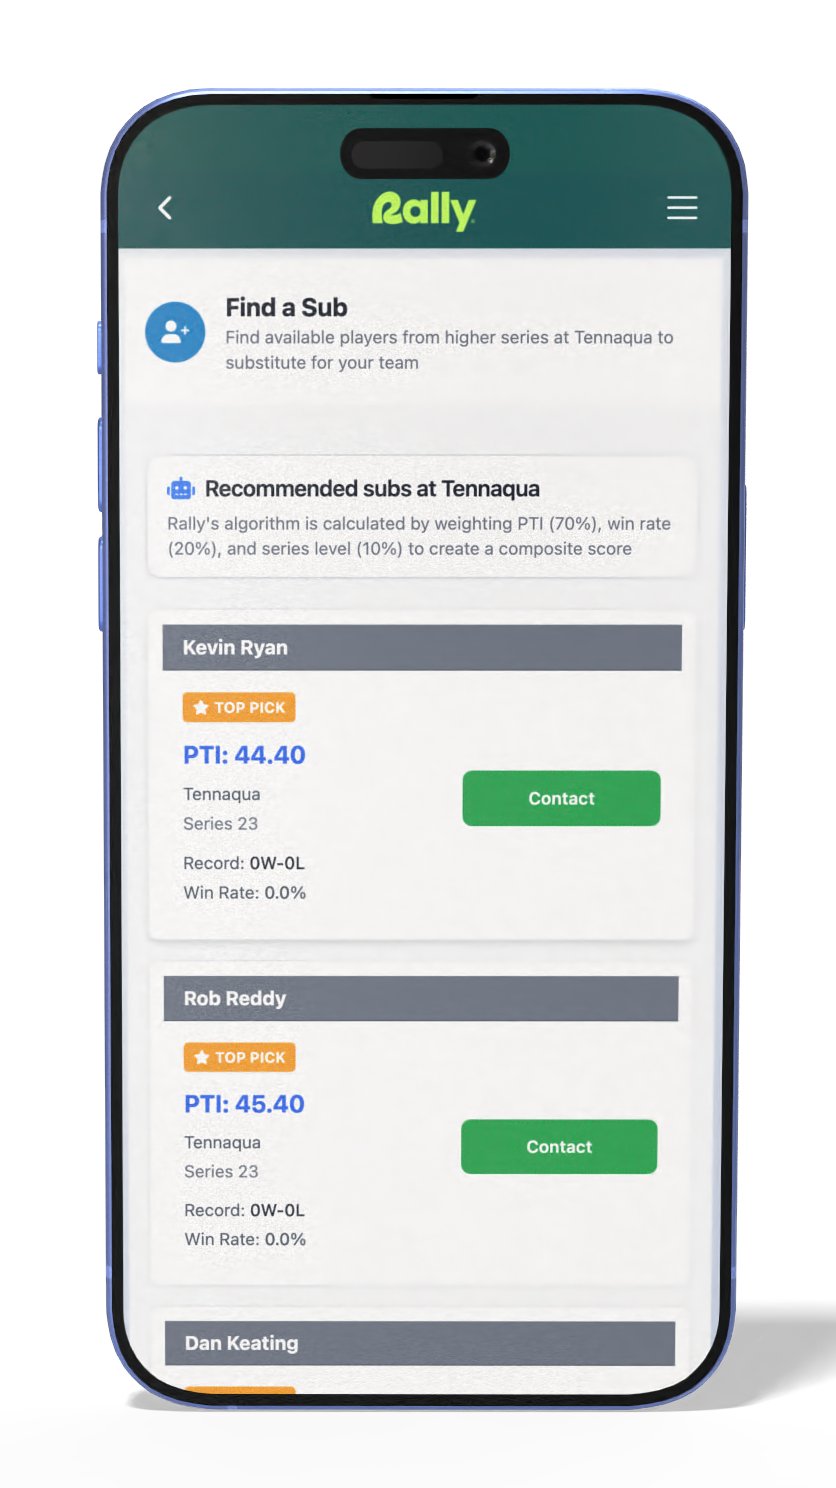 Rally
Find a Sub
Find available players from higher series at Tennaqua to
substitute for your team
Recommended subs at Tennaqua
Rally's algorithm is calculated by weighting PTI (70%), win rate
(20%), and series level (10%) to create a composite score
Kevin Ryan
TOP PICK
PTI: 44.40
Tennaqua
Series 23
Record: 0W-0L
Win Rate: 0.0%
Contact
Rob Reddy
TOP PICK
PTI: 45.40
Tennaqua
Series 23
Record: 0W-0L
Win Rate: 0.0%
Contact
Dan Keating